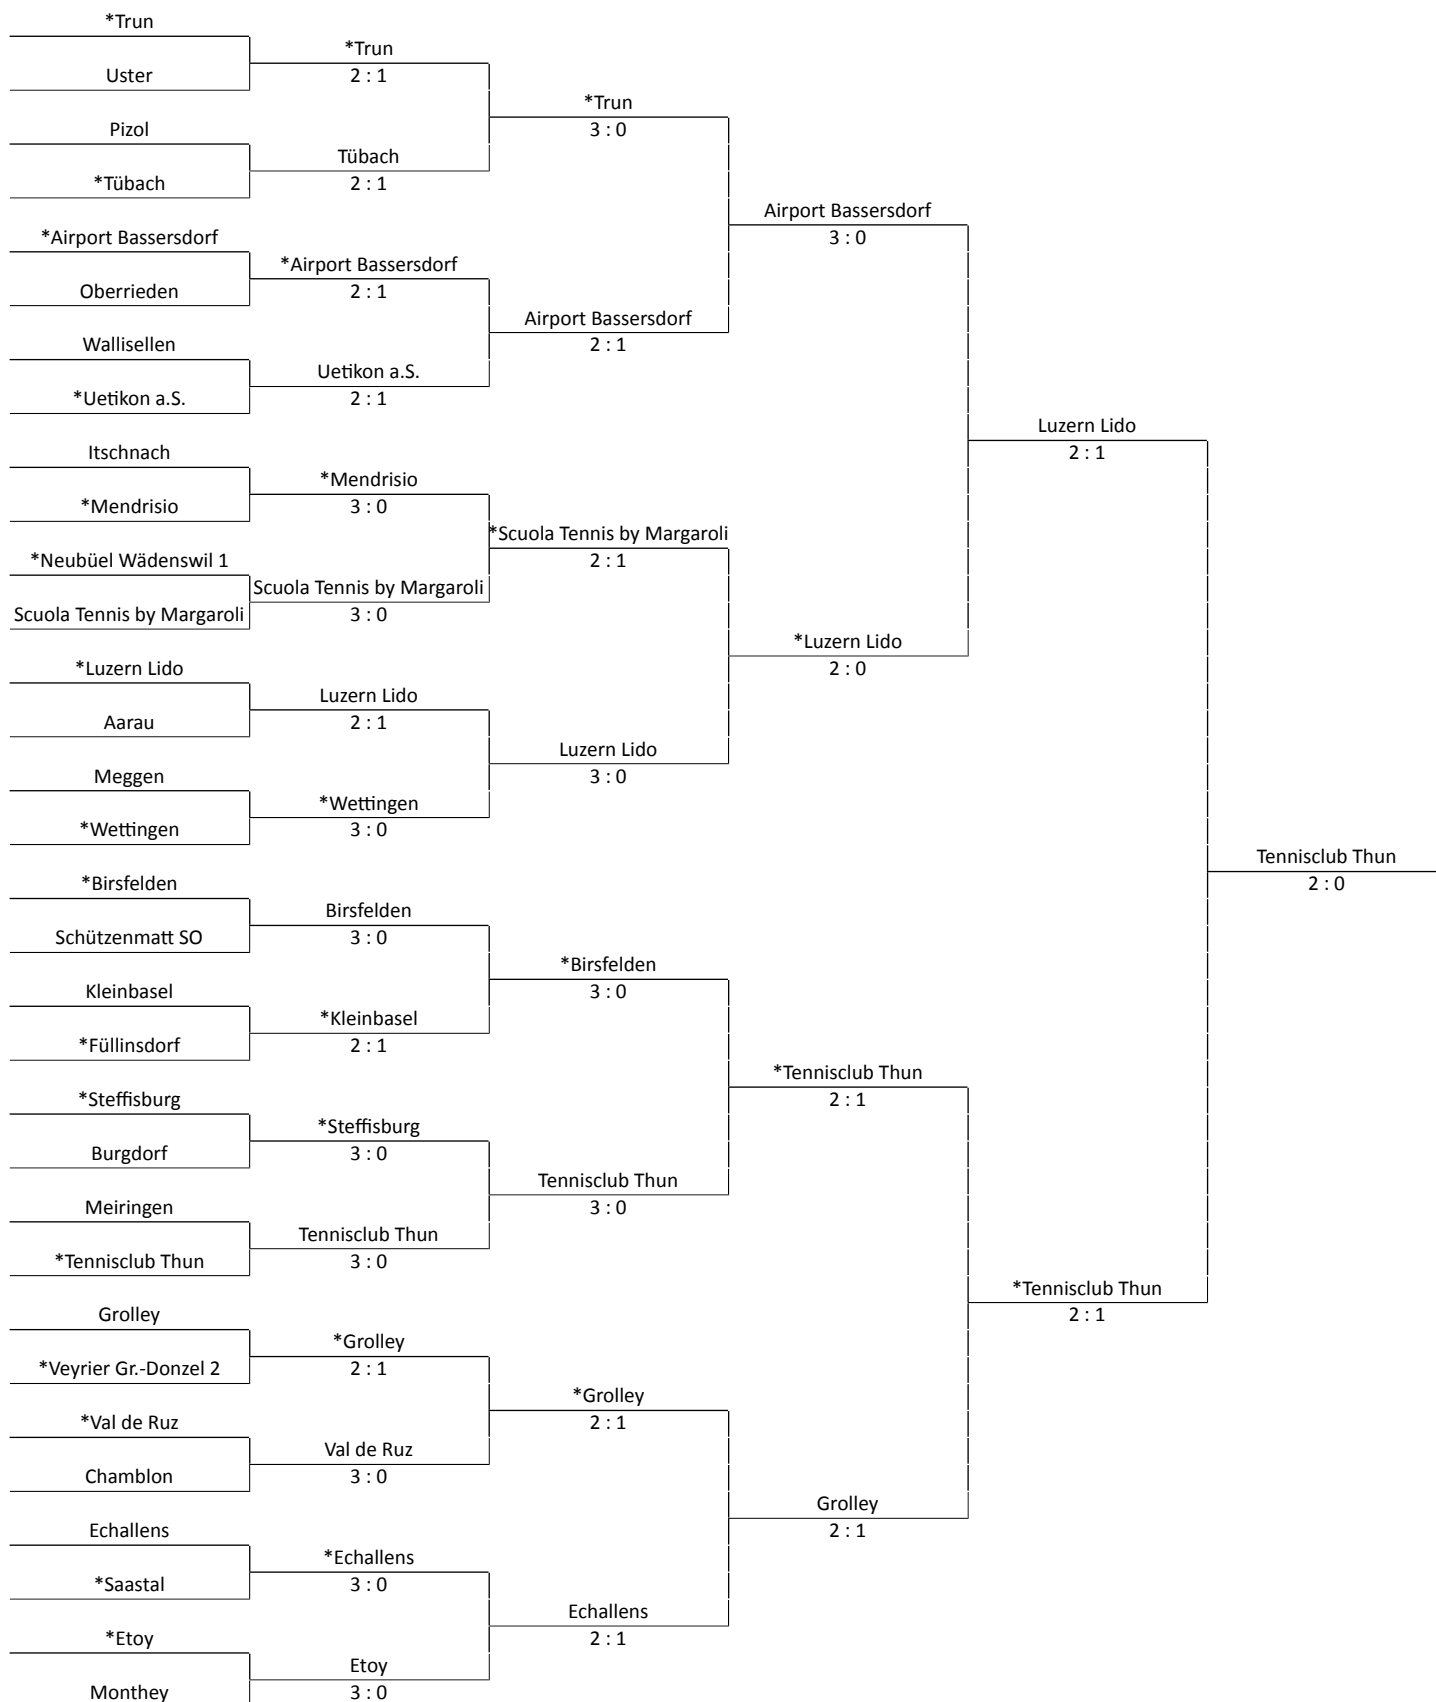 *Trun
*Trun
Uster
2 : 1
*Trun
Pizol
3 : 0
Tübach
*Tübach
2 : 1
Airport Bassersdorf
*Airport Bassersdorf
3 : 0
*Airport Bassersdorf
Oberrieden
2 : 1
Airport Bassersdorf
Wallisellen
2 : 1
Uetikon a.S.
*Uetikon a.S.
2 : 1
Luzern Lido
Itschnach
2 : 1
*Mendrisio
*Mendrisio
3 : 0
*Scuola Tennis by Margaroli
*Neubüel Wädenswil 1
2 : 1
Scuola Tennis by Margaroli
Scuola Tennis by Margaroli
3 : 0
*Luzern Lido
*Luzern Lido
2 : 0
Luzern Lido
Aarau
2 : 1
Luzern Lido
Meggen
3 : 0
*Wettingen
*Wettingen
3 : 0
Tennisclub Thun
*Birsfelden
2 : 0
Birsfelden
Schützenmatt SO
3 : 0
*Birsfelden
Kleinbasel
3 : 0
*Kleinbasel
*Füllinsdorf
2 : 1
*Tennisclub Thun
*Steffisburg
2 : 1
*Steffisburg
Burgdorf
3 : 0
Tennisclub Thun
Meiringen
3 : 0
Tennisclub Thun
*Tennisclub Thun
3 : 0
*Tennisclub Thun
Grolley
2 : 1
*Grolley
*Veyrier Gr.-Donzel 2
2 : 1
*Grolley
*Val de Ruz
2 : 1
Val de Ruz
Chamblon
3 : 0
Grolley
Echallens
2 : 1
*Echallens
*Saastal
3 : 0
Echallens
*Etoy
2 : 1
Etoy
Monthey
3 : 0